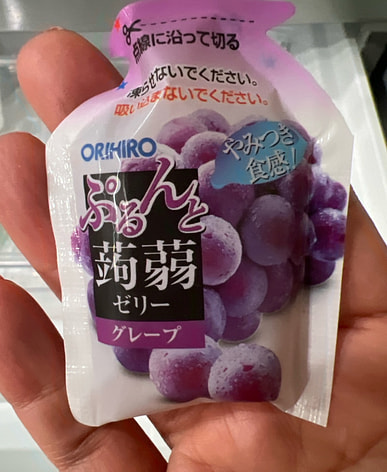 点線に沿って切る
凍らせないでください。
吸い込まないでください。
ORIHIRO
やみつき
食感！
ぷるんと
蒟蒻
ゼリー
グレープ